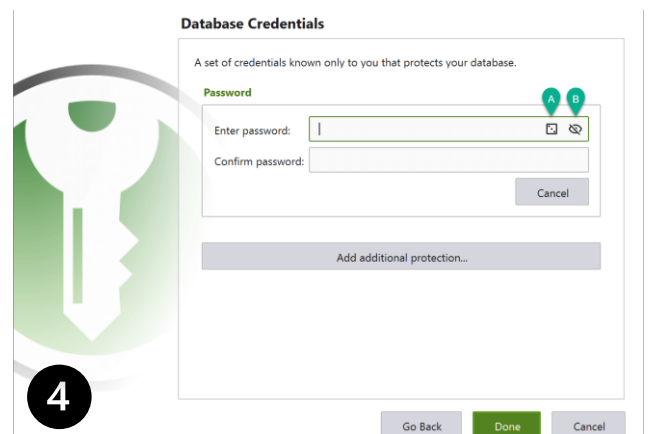 Database Credentials
A set of credentials known only to you that protects your database.
Password
A B
Enter password:
Confirm password:
Cancel
Add additional protection...
4
Go Back Done Cancel